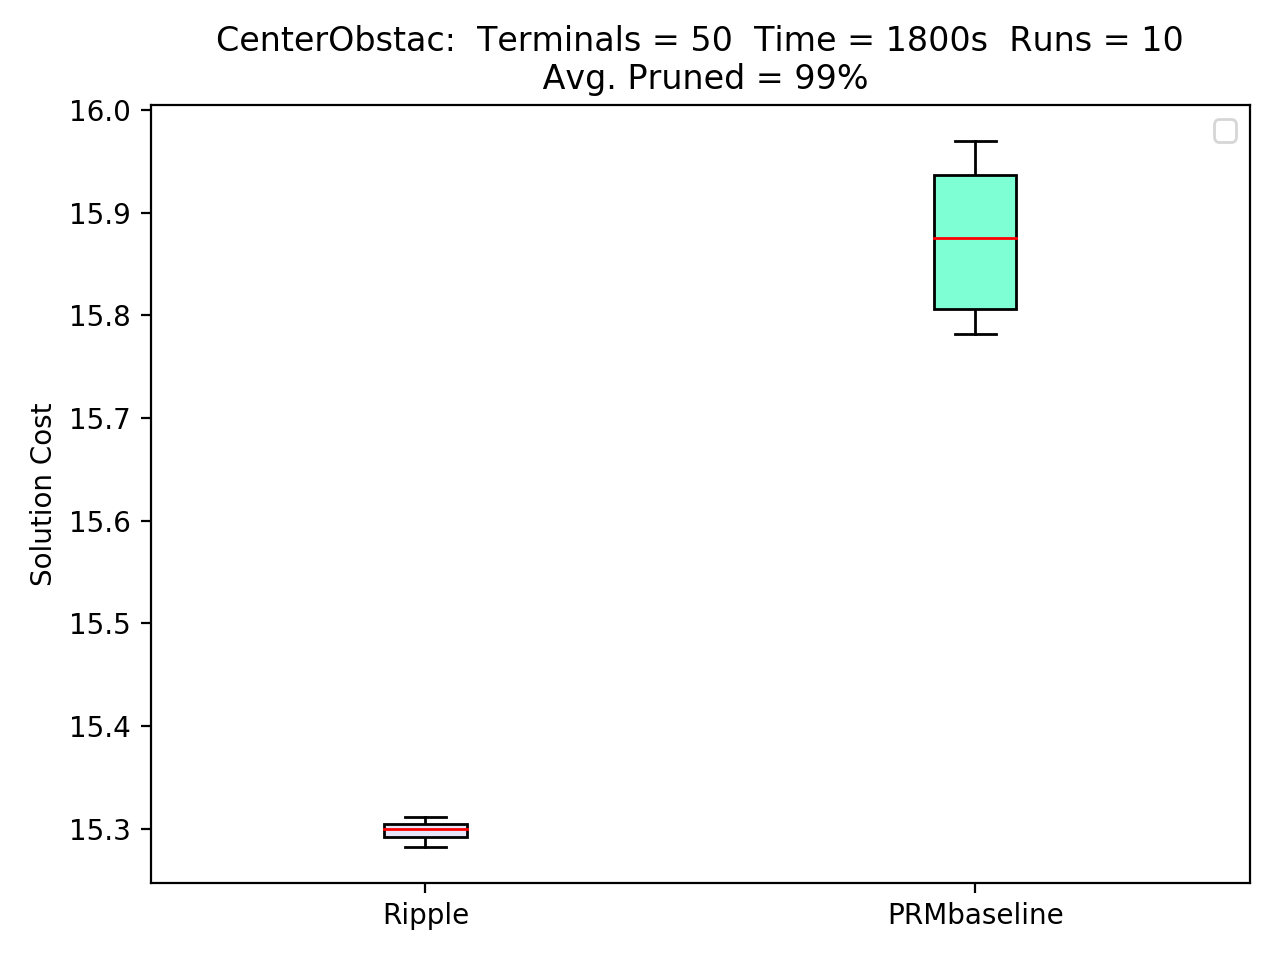 CenterObstac:  Terminals = 50  Time = 1800s  Runs = 10
Avg. Pruned = 99%
16.0
15.9
15.8
15.7
15.6
15.5
15.4
15.3
Solution Cost
Ripple
PRMbaseline